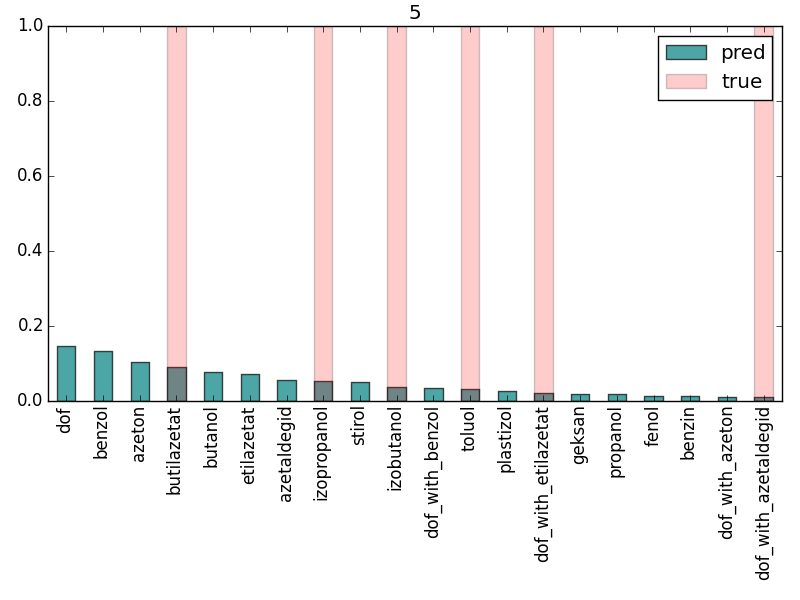 5
1.0
0.8
0.6
0.4
0.2
0.0
pred
true
dof
benzol
azeton
butilazetat
butanol
etilazetat
azetaldegid
izopropanol
stirol
izobutanol
dof_with_benzol
toluol
plastizol
dof_with_etilazetat
geksan
propanol
fenol
benzin
dof_with_azeton
dof_with_azetaldegid